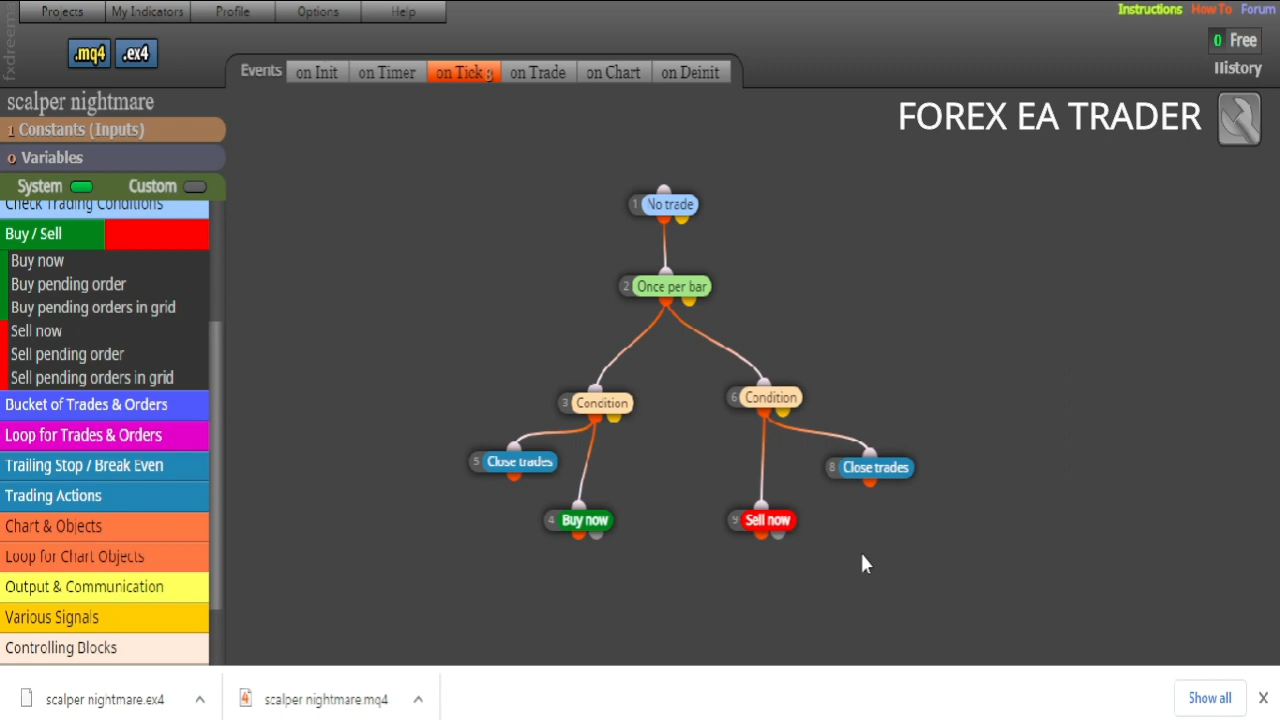 Projects
My Indicators
Profile
Options
Help
Instructions
How To
Forum
fxdreem
.mq4
.ex4
0 Free
History
Events
on Init
on Timer
on Tick 9
on Trade
on Chart
on Deinit
scalper nightmare
FOREX EA TRADER
1 Constants (Inputs)
0 Variables
System
Custom
Check Trading Conditions
Buy / Sell
Buy now
Buy pending order
Buy pending orders in grid
Sell now
Sell pending order
Sell pending orders in grid
Bucket of Trades & Orders
Loop for Trades & Orders
Trailing Stop / Break Even
Trading Actions
Chart & Objects
Loop for Chart Objects
Output & Communication
Various Signals
Controlling Blocks
1 No trade
2 Once per bar
3 Condition
6 Condition
5 Close trades
8 Close trades
4 Buy now
9 Sell now
scalper nightmare.ex4
scalper nightmare.mq4
Show all